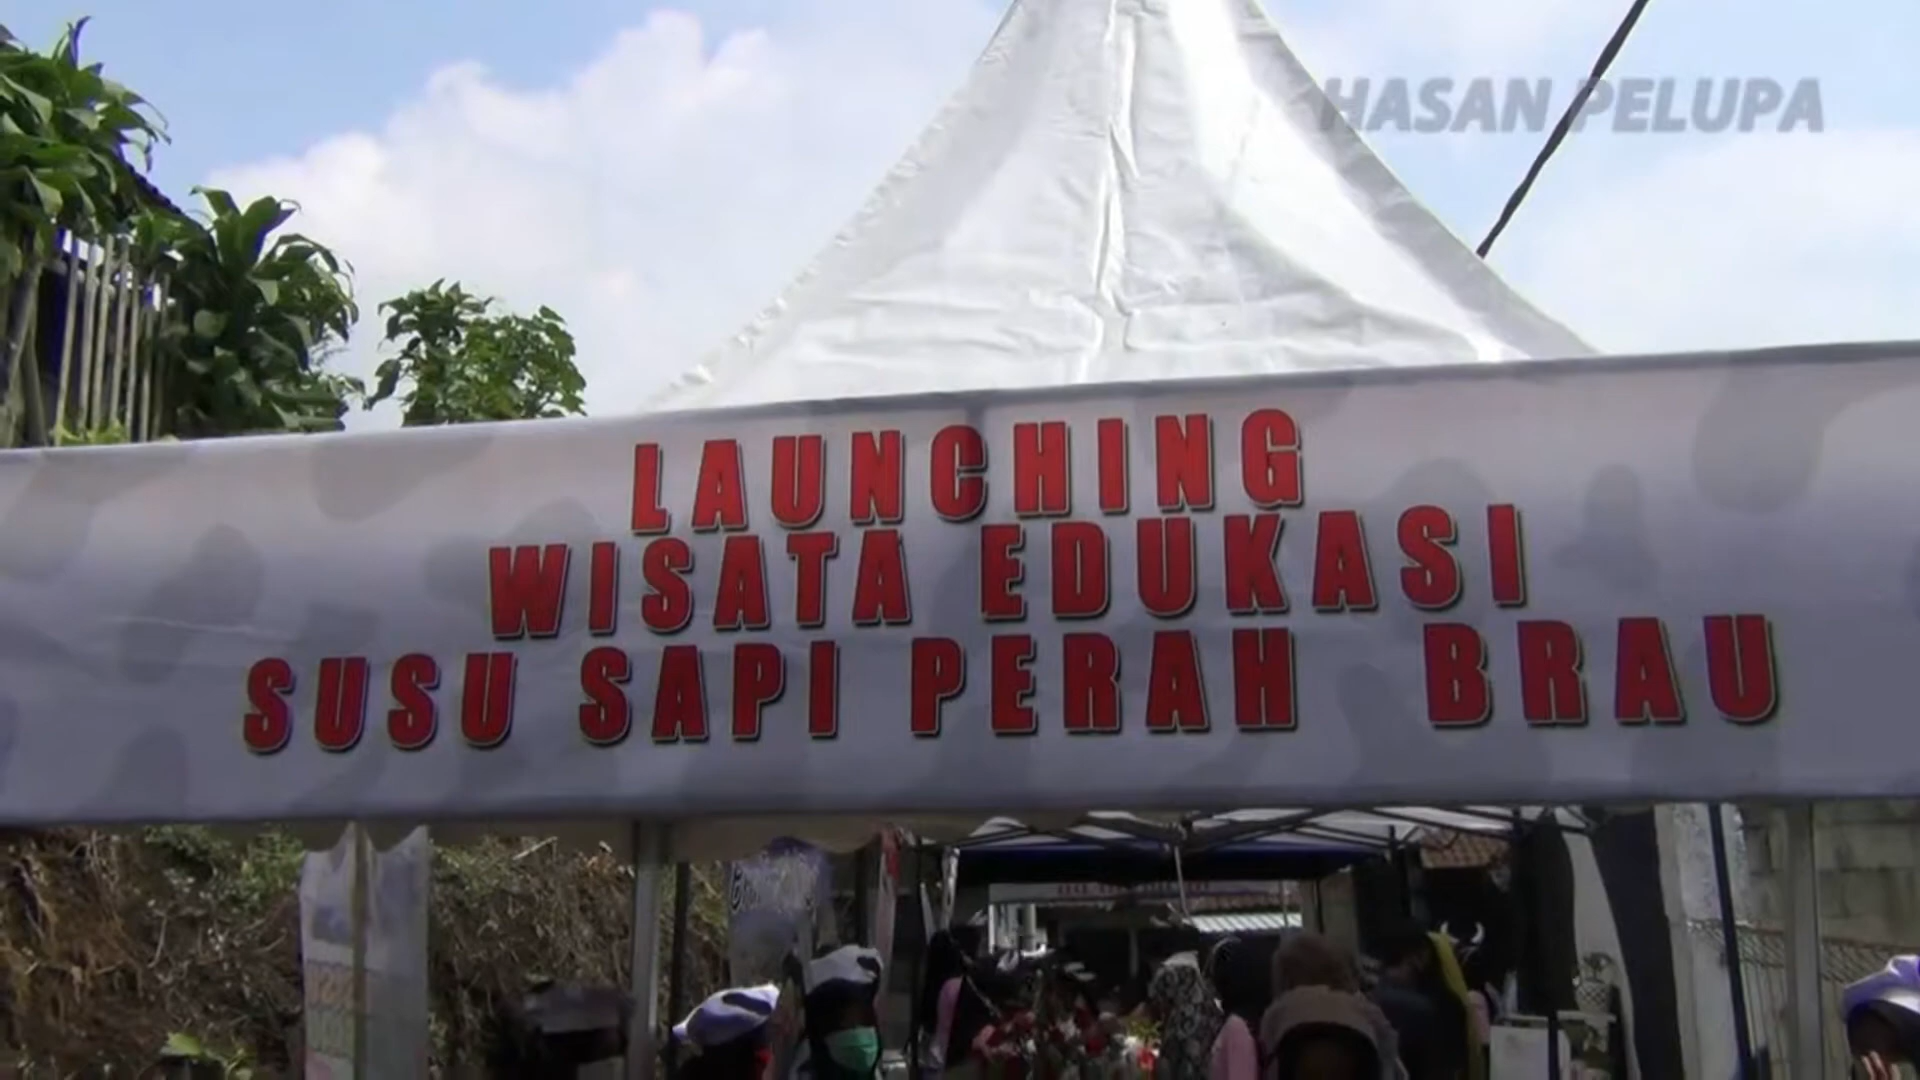 HASAN PELUPA
LAUNCHING
WISATA EDUKASI
SUSU SAPI PERAH BRAU